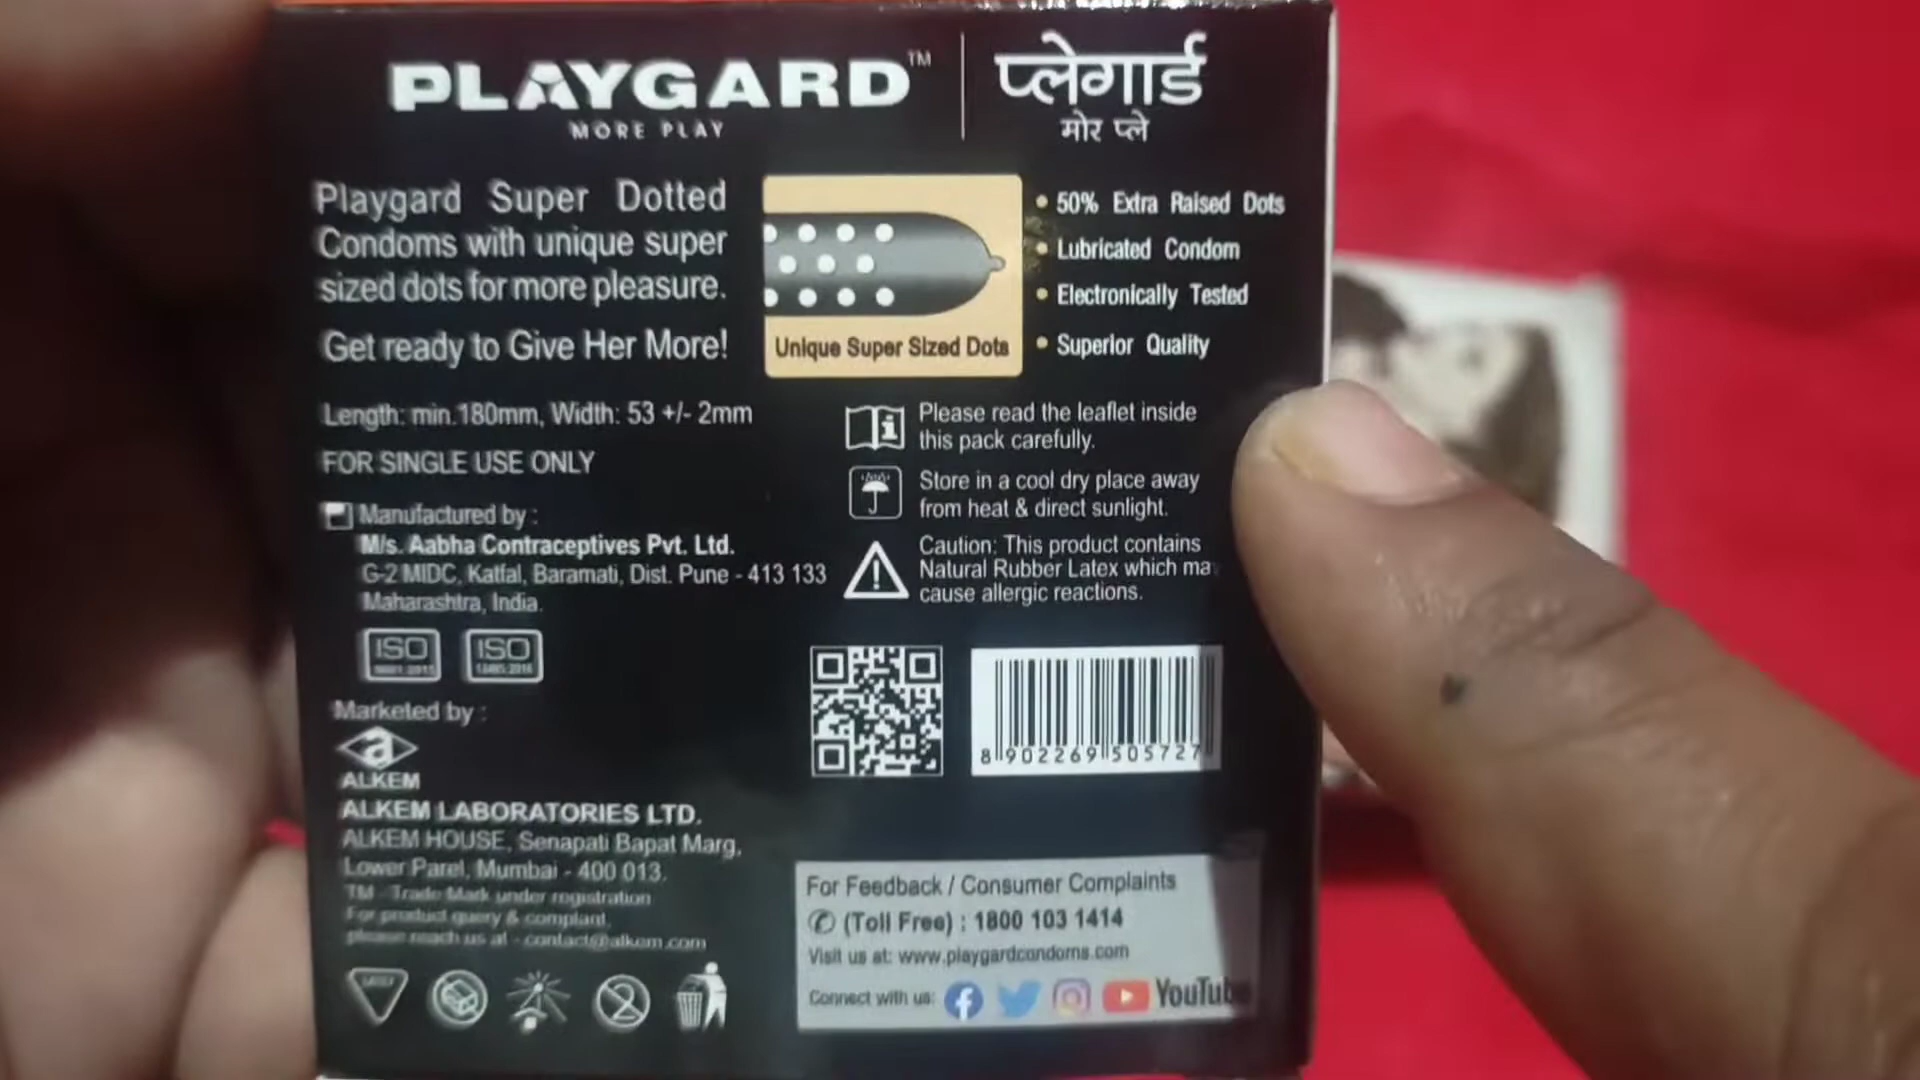 PLAYGARD™
MORE PLAY
प्लेगार्ड
मोर प्ले
Playgard Super Dotted
Condoms with unique super
sized dots for more pleasure.
Get ready to Give Her More!
Unique Super Sized Dots
• 50% Extra Raised Dots
• Lubricated Condom
• Electronically Tested
• Superior Quality
Length: min.180mm, Width: 53 +/- 2mm
FOR SINGLE USE ONLY
Manufactured by :
M/s. Aabha Contraceptives Pvt. Ltd.
G-2 MIDC, Katfal, Baramati, Dist. Pune - 413 133
Maharashtra, India.
ISO
ISO
Marketed by :
a
ALKEM
ALKEM LABORATORIES LTD.
ALKEM HOUSE, Senapati Bapat Marg,
Lower Parel, Mumbai - 400 013.
TM - Trade Mark under registration
For product query & complant,
please reach us at - contact@alkem.com
Please read the leaflet inside
this pack carefully.
Store in a cool dry place away
from heat & direct sunlight.
Caution: This product contains
Natural Rubber Latex which ma
cause allergic reactions.
8 902269 505727
For Feedback / Consumer Complaints
(Toll Free) : 1800 103 1414
Visit us at: www.playgardcondoms.com
Connect with us: YouTube